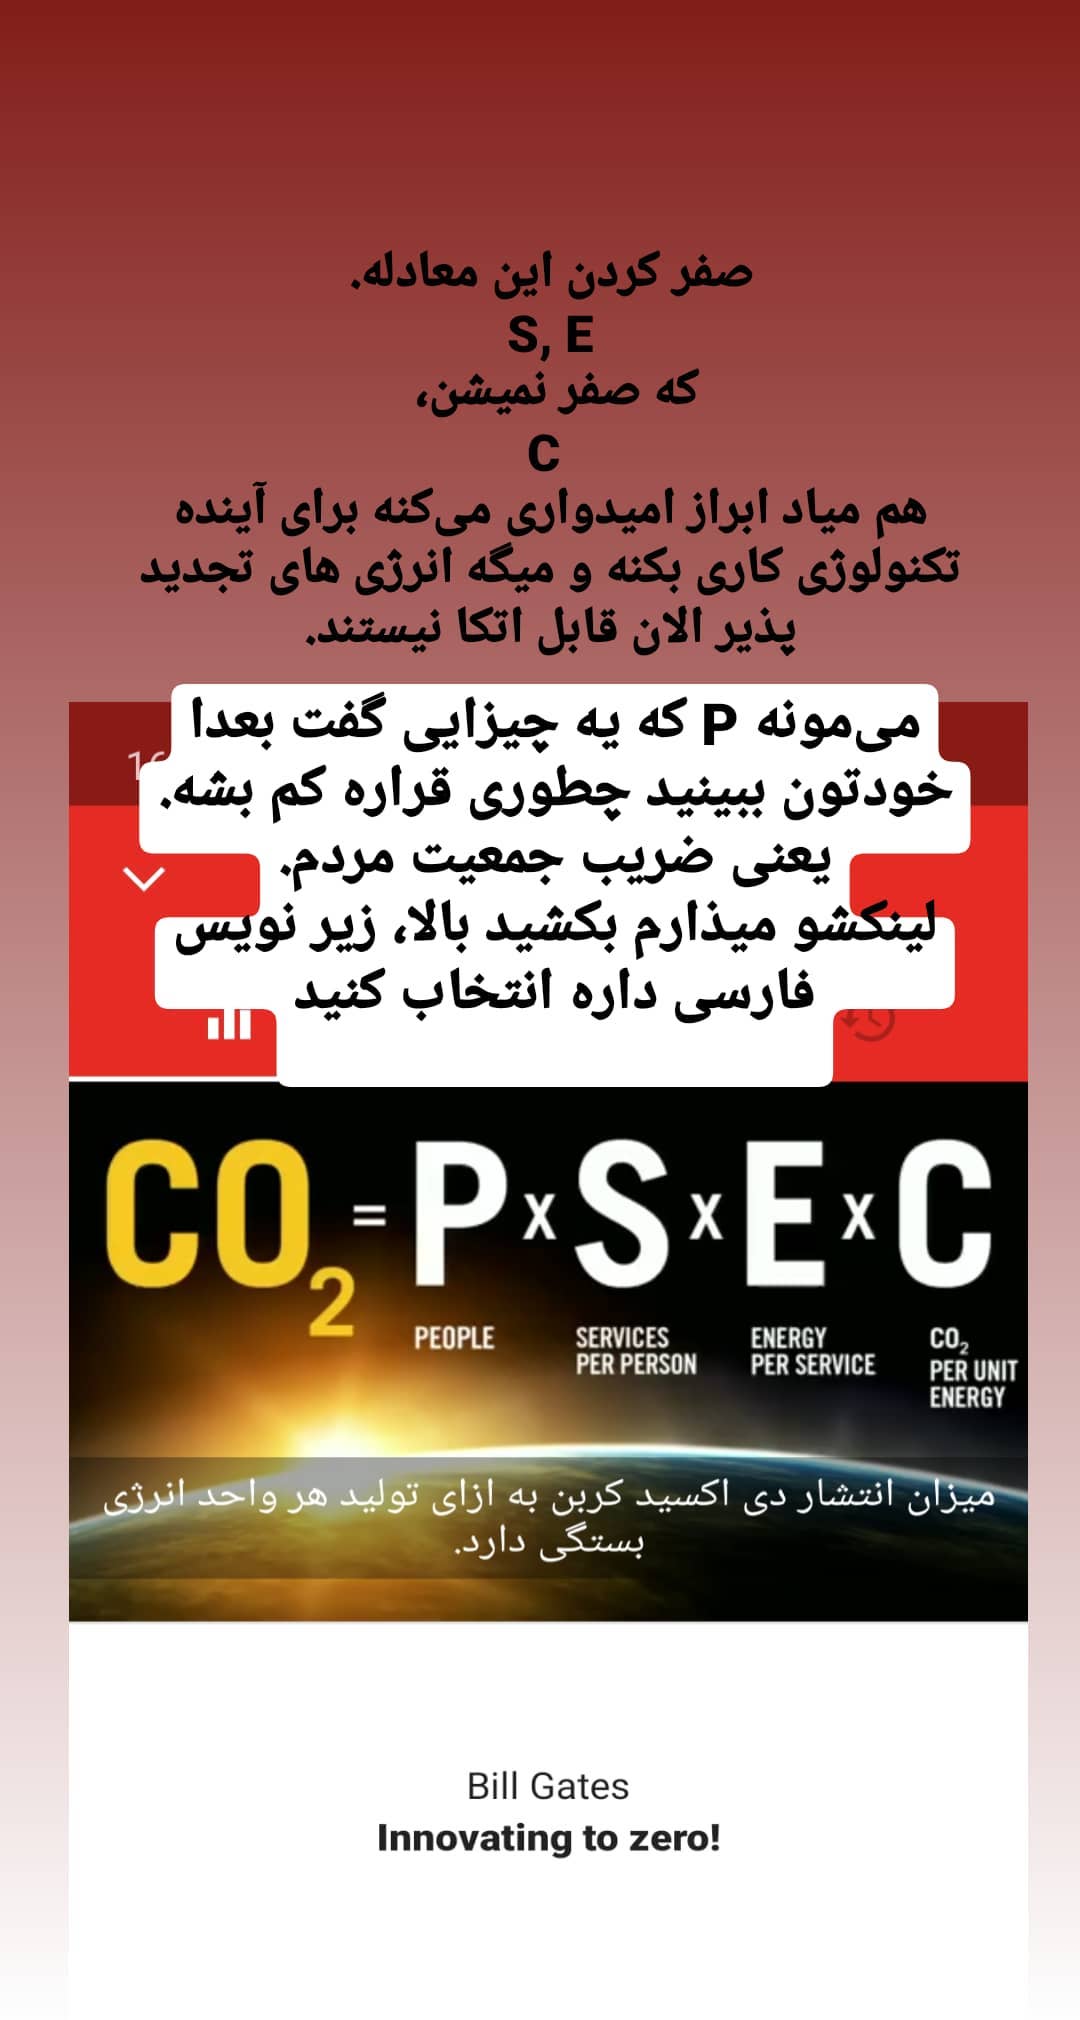 صفر کردن این معادله.
S, E
که صفر نمیشن،
C
هم میاد ابراز امیدواری می‌کنه برای آینده
تکنولوژی کاری بکنه و میگه انرژی های تجدید
پذیر الان قابل اتکا نیستند.
می‌مونه P که یه چیزایی گفت بعدا
خودتون ببینید چطوری قراره کم بشه.
یعنی ضریب جمعیت مردم.
لینکشو میذارم بکشید بالا، زیر نویس
فارسی داره انتخاب کنید
CO2 = P x S x E x C
PEOPLE
SERVICES
PER PERSON
ENERGY
PER SERVICE
CO2
PER UNIT
ENERGY
میزان انتشار دی اکسید کربن به ازای تولید هر واحد انرژی
بستگی دارد.
Bill Gates
Innovating to zero!